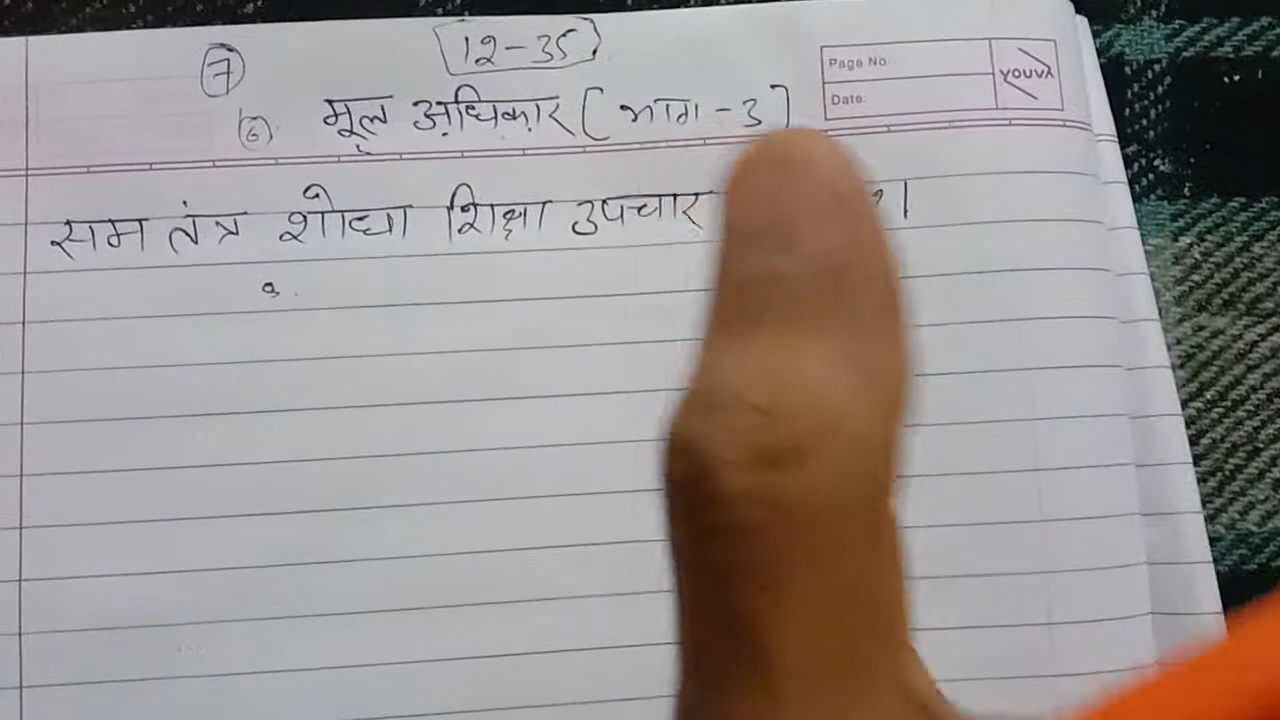 7 12-35
(6). मूल अधिकार [ भाग - 3 ]
Page No
Date:
YOUVA
सम तंत्र शोधा शिक्षा उपचार